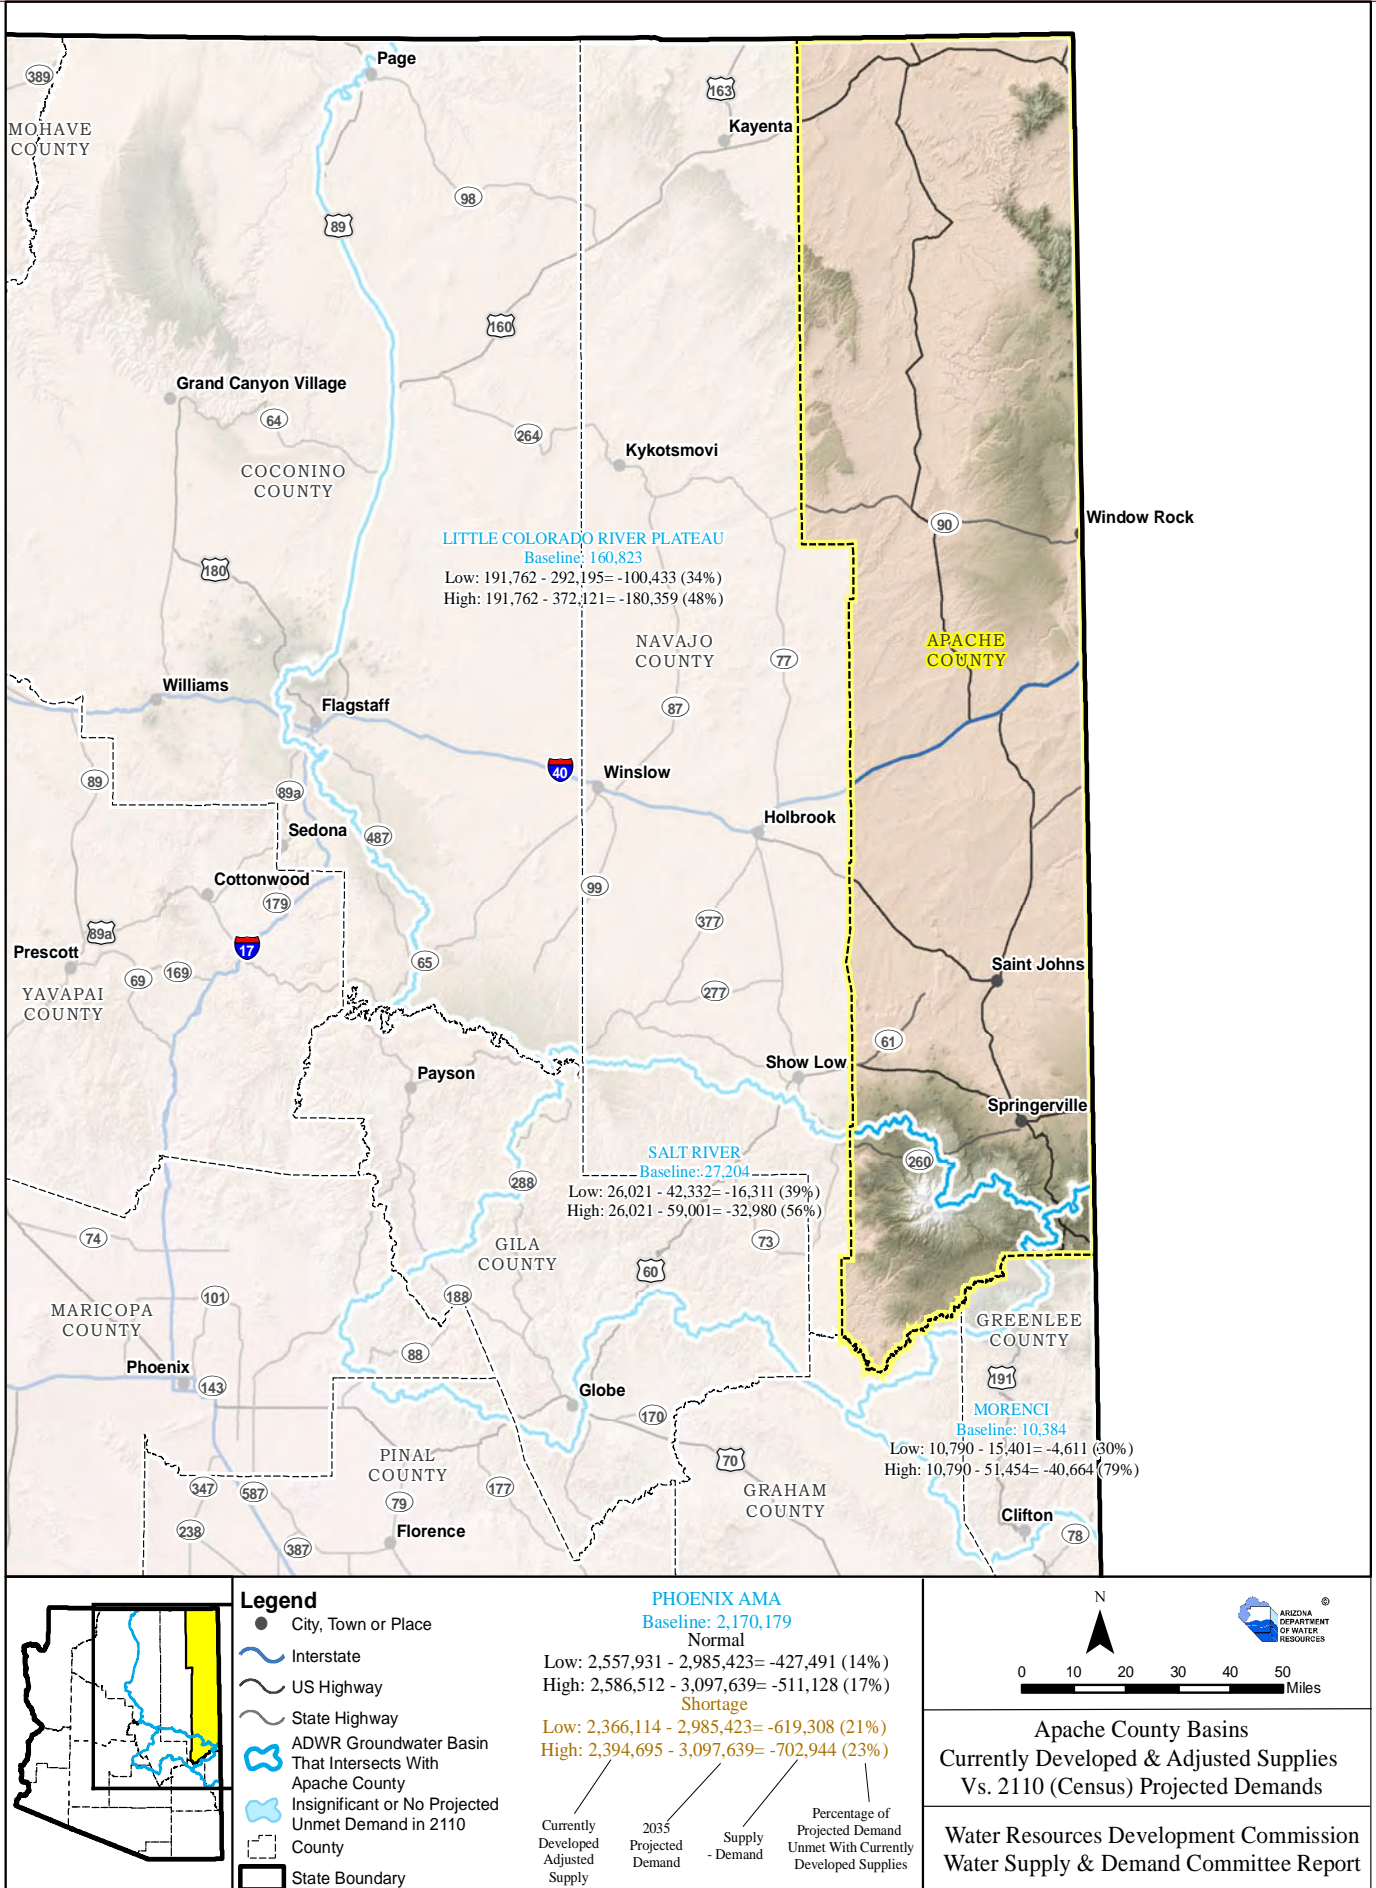 Page
389
163
MOHAVE
COUNTY
Kayenta
98
89
160
Grand Canyon Village
64
264
Kykotsmovi
COCONINO
COUNTY
90
Window Rock
LITTLE COLORADO RIVER PLATEAU
Baseline: 160,823
Low: 191,762 - 292,195= -100,433 (34%)
High: 191,762 - 372,121= -180,359 (48%)
180
NAVAJO
COUNTY
APACHE
COUNTY
77
Williams
Flagstaff
87
40
Winslow
89
89a
Sedona
487
Holbrook
Cottonwood
179
99
377
89a
17
Prescott
69
169
65
277
Saint Johns
YAVAPAI
COUNTY
61
Payson
Show Low
Springerville
SALT RIVER
Baseline: 27,204
Low: 26,021 - 42,332= -16,311 (39%)
High: 26,021 - 59,001= -32,980 (56%)
260
288
74
73
GILA
COUNTY
60
101
188
MARICOPA
COUNTY
GREENLEE
COUNTY
88
Phoenix
143
191
Globe
170
MORENCI
Baseline: 10,384
Low: 10,790 - 15,401= -4,611 (30%)
High: 10,790 - 51,454= -40,664 (79%)
PINAL
COUNTY
70
347
587
177
79
GRAHAM
COUNTY
238
387
Florence
Clifton
78
Legend
City, Town or Place
Interstate
US Highway
State Highway
ADWR Groundwater Basin
That Intersects With
Apache County
Insignificant or No Projected
Unmet Demand in 2110
County
State Boundary
PHOENIX AMA
Baseline: 2,170,179
Normal
Low: 2,557,931 - 2,985,423= -427,491 (14%)
High: 2,586,512 - 3,097,639= -511,128 (17%)
Shortage
Low: 2,366,114 - 2,985,423= -619,308 (21%)
High: 2,394,695 - 3,097,639= -702,944 (23%)
Currently
Developed
Adjusted
Supply
2035
Projected
Demand
Supply
- Demand
Percentage of
Projected Demand
Unmet With Currently
Developed Supplies
N
©
ARIZONA
DEPARTMENT
OF WATER
RESOURCES
0 10 20 30 40 50
Miles
Apache County Basins
Currently Developed & Adjusted Supplies
Vs. 2110 (Census) Projected Demands
Water Resources Development Commission
Water Supply & Demand Committee Report